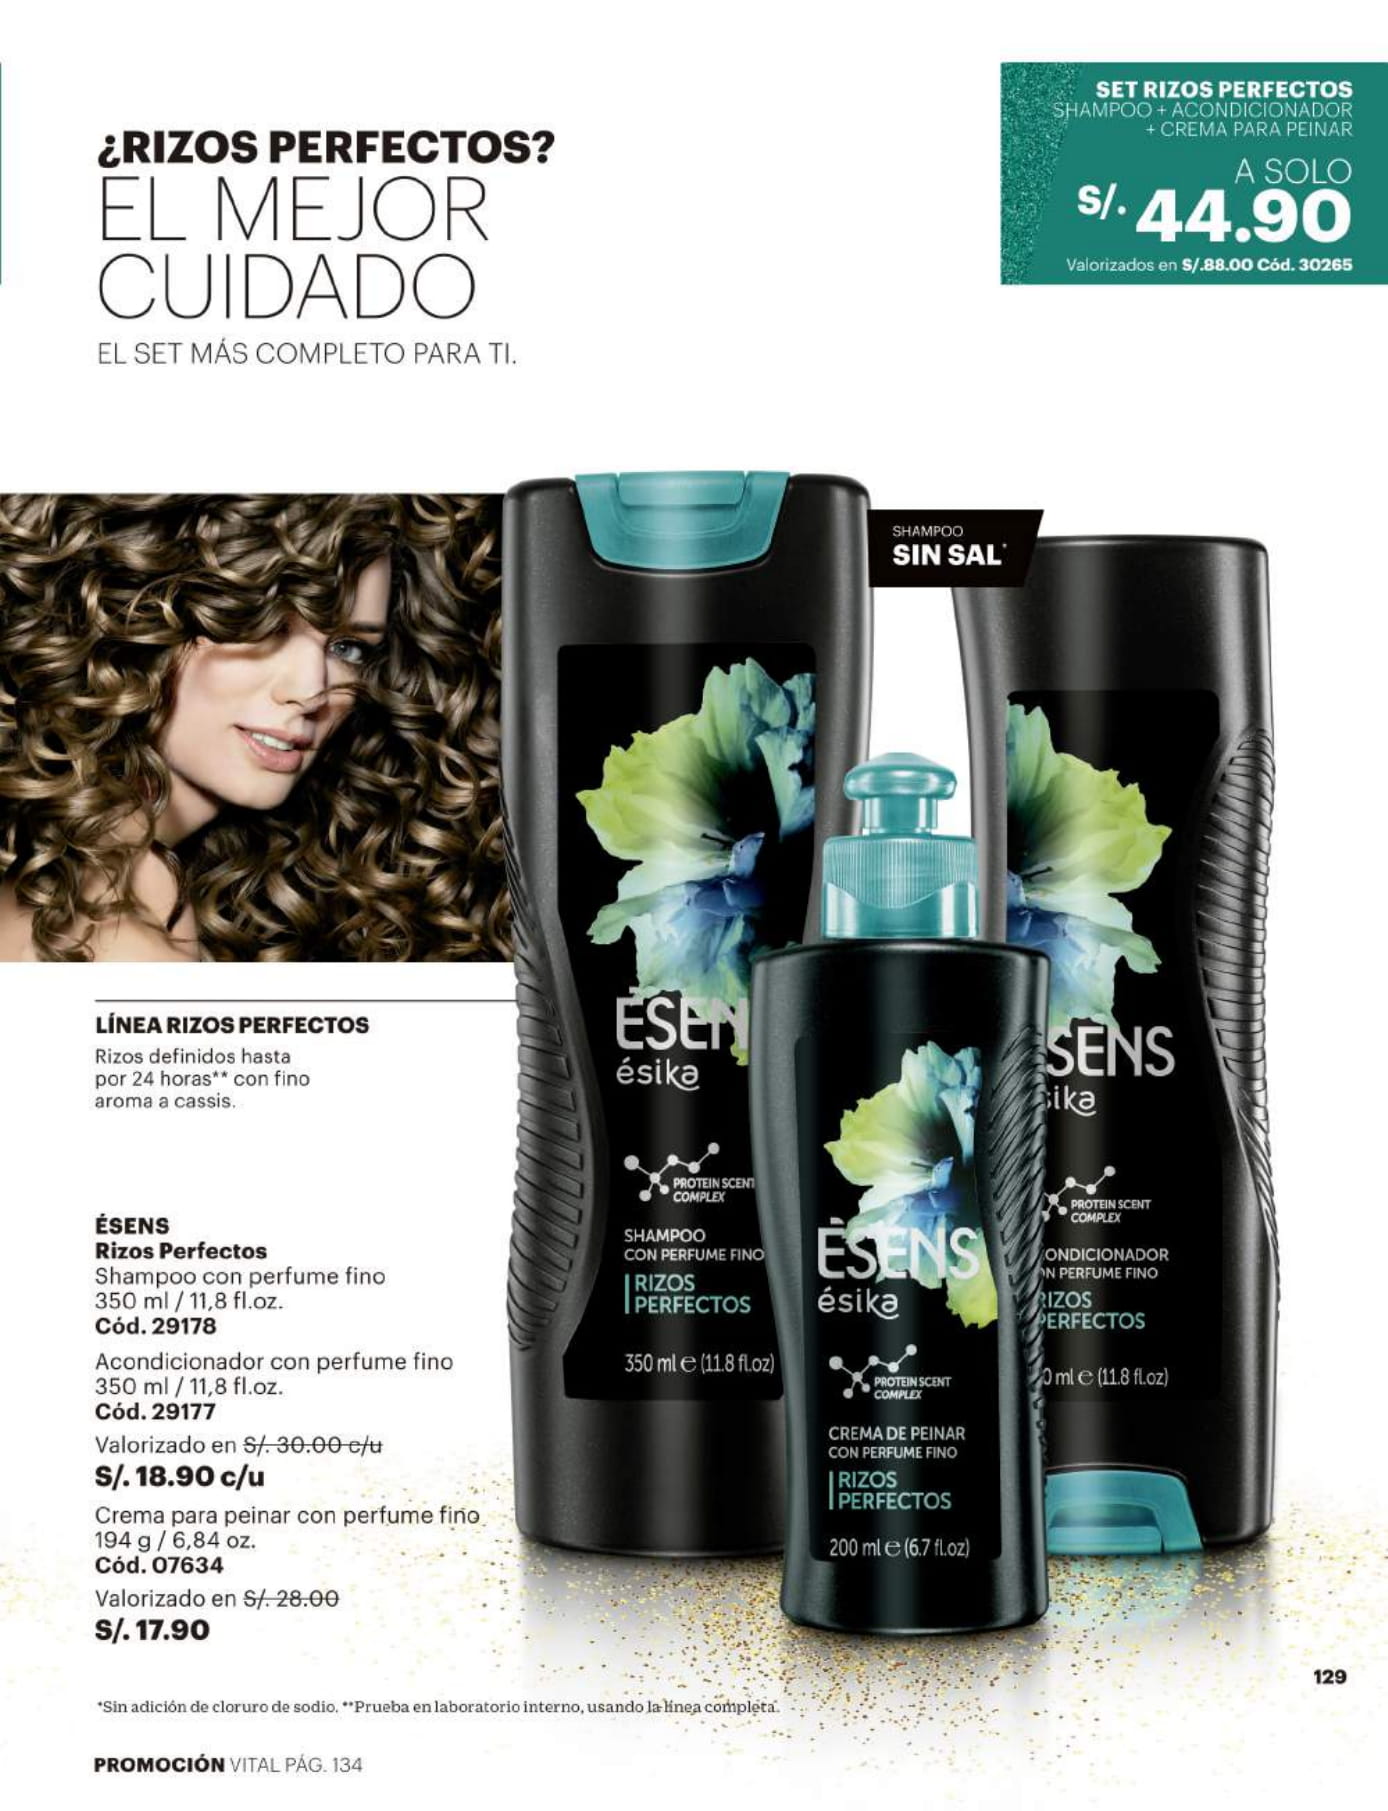 ¿RIZOS PERFECTOS?
EL MEJOR
CUIDADO
EL SET MÁS COMPLETO PARA TI.
SET RIZOS PERFECTOS
SHAMPOO + ACONDICIONADOR
+ CREMA PARA PEINAR
A SOLO
S/. 44.90
Valorizados en S/.88.00 Cód. 30265
SHAMPOO
SIN SAL*
LÍNEA RIZOS PERFECTOS
Rizos definidos hasta
por 24 horas** con fino
aroma a cassis.
ÉSENS
Rizos Perfectos
Shampoo con perfume fino
350 ml / 11,8 fl.oz.
Cód. 29178
Acondicionador con perfume fino
350 ml / 11,8 fl.oz.
Cód. 29177
Valorizado en S/. 30.00 c/u
S/. 18.90 c/u
Crema para peinar con perfume fino
194 g / 6,84 oz.
Cód. 07634
Valorizado en S/. 28.00
S/. 17.90
ÉSEN
ésika
PROTEIN SCENT
COMPLEX
SHAMPOO
CON PERFUME FINO
RIZOS
PERFECTOS
350 ml e (11.8 fl.oz)
ÉSENS
ésika
PROTEIN SCENT
COMPLEX
CREMA DE PEINAR
CON PERFUME FINO
RIZOS
PERFECTOS
200 ml e (6.7 fl.oz)
SENS
sika
PROTEIN SCENT
COMPLEX
ONDICIONADOR
N PERFUME FINO
RIZOS
PERFECTOS
0 ml e (11.8 fl.oz)
129
*Sin adición de cloruro de sodio. **Prueba en laboratorio interno, usando la línea completa.
PROMOCIÓN VITAL PÁG. 134